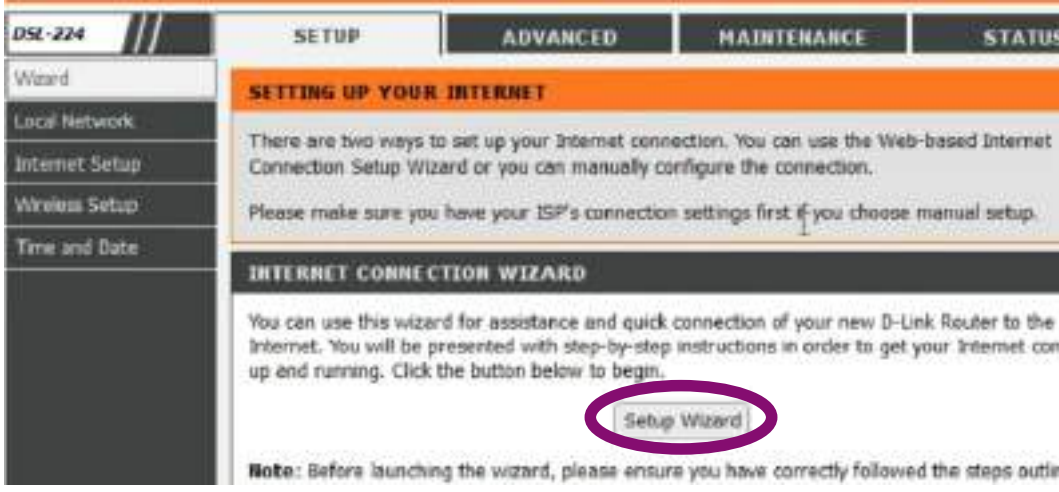 DSL-224
SETUP
ADVANCED
MAINTENANCE
STATUS
Wizard
Local Network
Internet Setup
Wireless Setup
Time and Date
SETTING UP YOUR INTERNET
There are two ways to set up your Internet connection. You can use the Web-based Internet
Connection Setup Wizard or you can manually configure the connection.
Please make sure you have your ISP's connection settings first if you choose manual setup.
INTERNET CONNECTION WIZARD
You can use this wizard for assistance and quick connection of your new D-Link Router to the
Internet. You will be presented with step-by-step instructions in order to get your Internet con
up and running. Click the button below to begin.
Setup Wizard
Note: Before launching the wizard, please ensure you have correctly followed the steps outlin